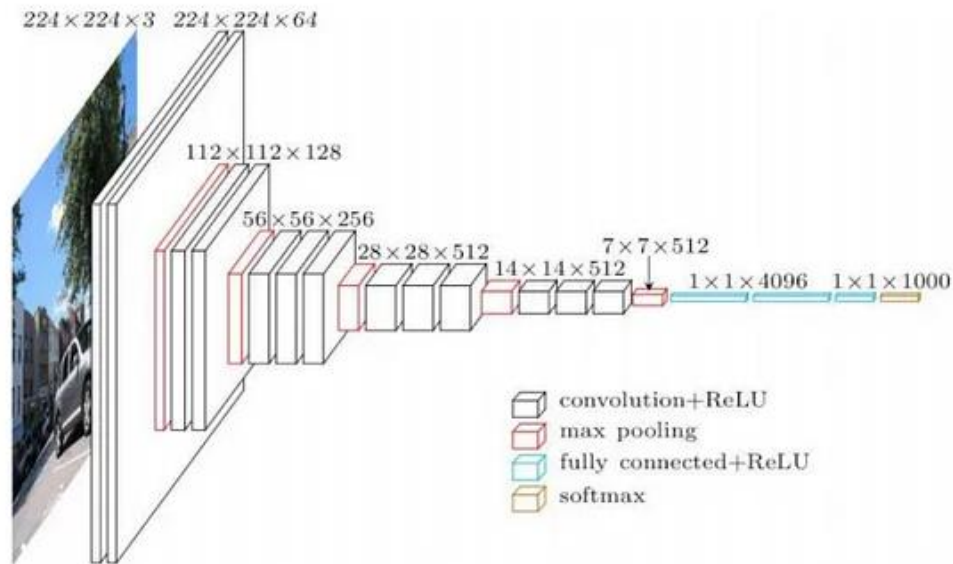 224×224×3 224×224×64
112×112×128
56×56×256
28×28×512
14×14×512
7×7×512
1×1×4096 1×1×1000
convolution+ReLU
max pooling
fully connected+ReLU
softmax